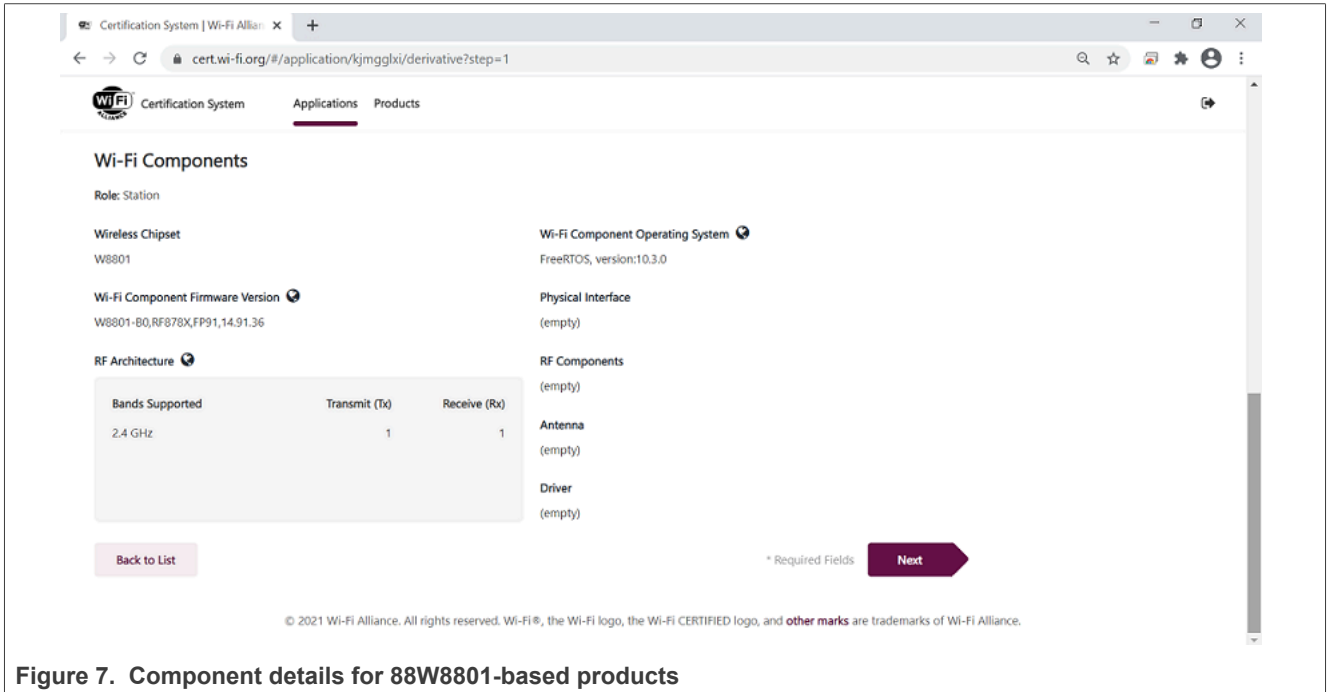 Certification System | Wi-Fi Allian
cert.wi-fi.org/#/application/kjmgglxi/derivative?step=1
Wi Fi ALLIANCE Certification System Applications Products
Wi-Fi Components
Role: Station
Wireless Chipset
W8801
Wi-Fi Component Operating System
FreeRTOS, version:10.3.0
Wi-Fi Component Firmware Version
W8801-B0,RF878X,FP91,14.91.36
Physical Interface
(empty)
RF Architecture
Bands Supported Transmit (Tx) Receive (Rx)
2.4 GHz 1 1
RF Components
(empty)
Antenna
(empty)
Driver
(empty)
Back to List
* Required Fields
Next
© 2021 Wi-Fi Alliance. All rights reserved. Wi-Fi®, the Wi-Fi logo, the Wi-Fi CERTIFIED logo, and other marks are trademarks of Wi-Fi Alliance.
Figure 7. Component details for 88W8801-based products